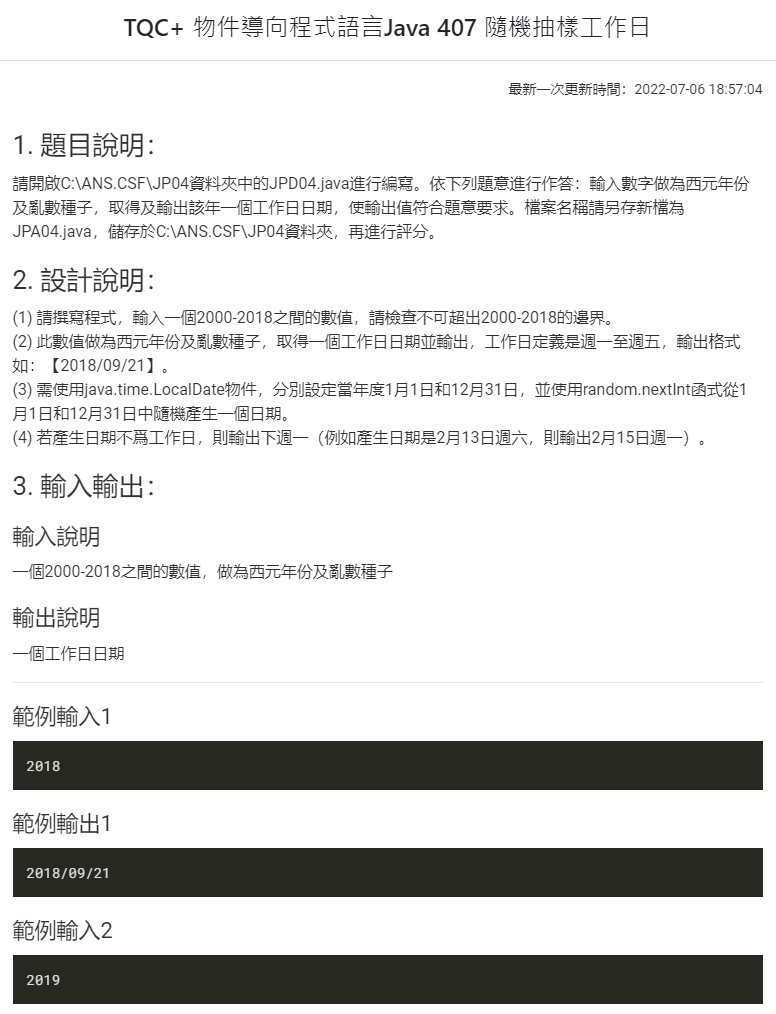 TQC+ 物件導向程式語言Java 407 隨機抽樣工作日
最新一次更新時間：2022-07-06 18:57:04
1. 題目說明：
請開啟C:\ANS.CSF\JP04資料夾中的JPD04.java進行編寫。依下列題意進行作答：輸入數字做為西元年份
及亂數種子，取得及輸出該年一個工作日日期，使輸出值符合題意要求。檔案名稱請另存新檔為
JPA04.java，儲存於C:\ANS.CSF\JP04資料夾，再進行評分。
2. 設計說明：
(1) 請撰寫程式，輸入一個2000-2018之間的數值，請檢查不可超出2000-2018的邊界。
(2) 此數值做為西元年份及亂數種子，取得一個工作日日期並輸出，工作日定義是週一至週五，輸出格式
如：【2018/09/21】。
(3) 需使用java.time.LocalDate物件，分別設定當年度1月1日和12月31日，並使用random.nextInt函式從1
月1日和12月31日中隨機產生一個日期。
(4) 若產生日期不爲工作日，則輸出下週一（例如產生日期是2月13日週六，則輸出2月15日週一）。
3. 輸入輸出：
輸入說明
一個2000-2018之間的數值，做為西元年份及亂數種子
輸出說明
一個工作日日期
範例輸入1
2018
範例輸出1
2018/09/21
範例輸入2
2019